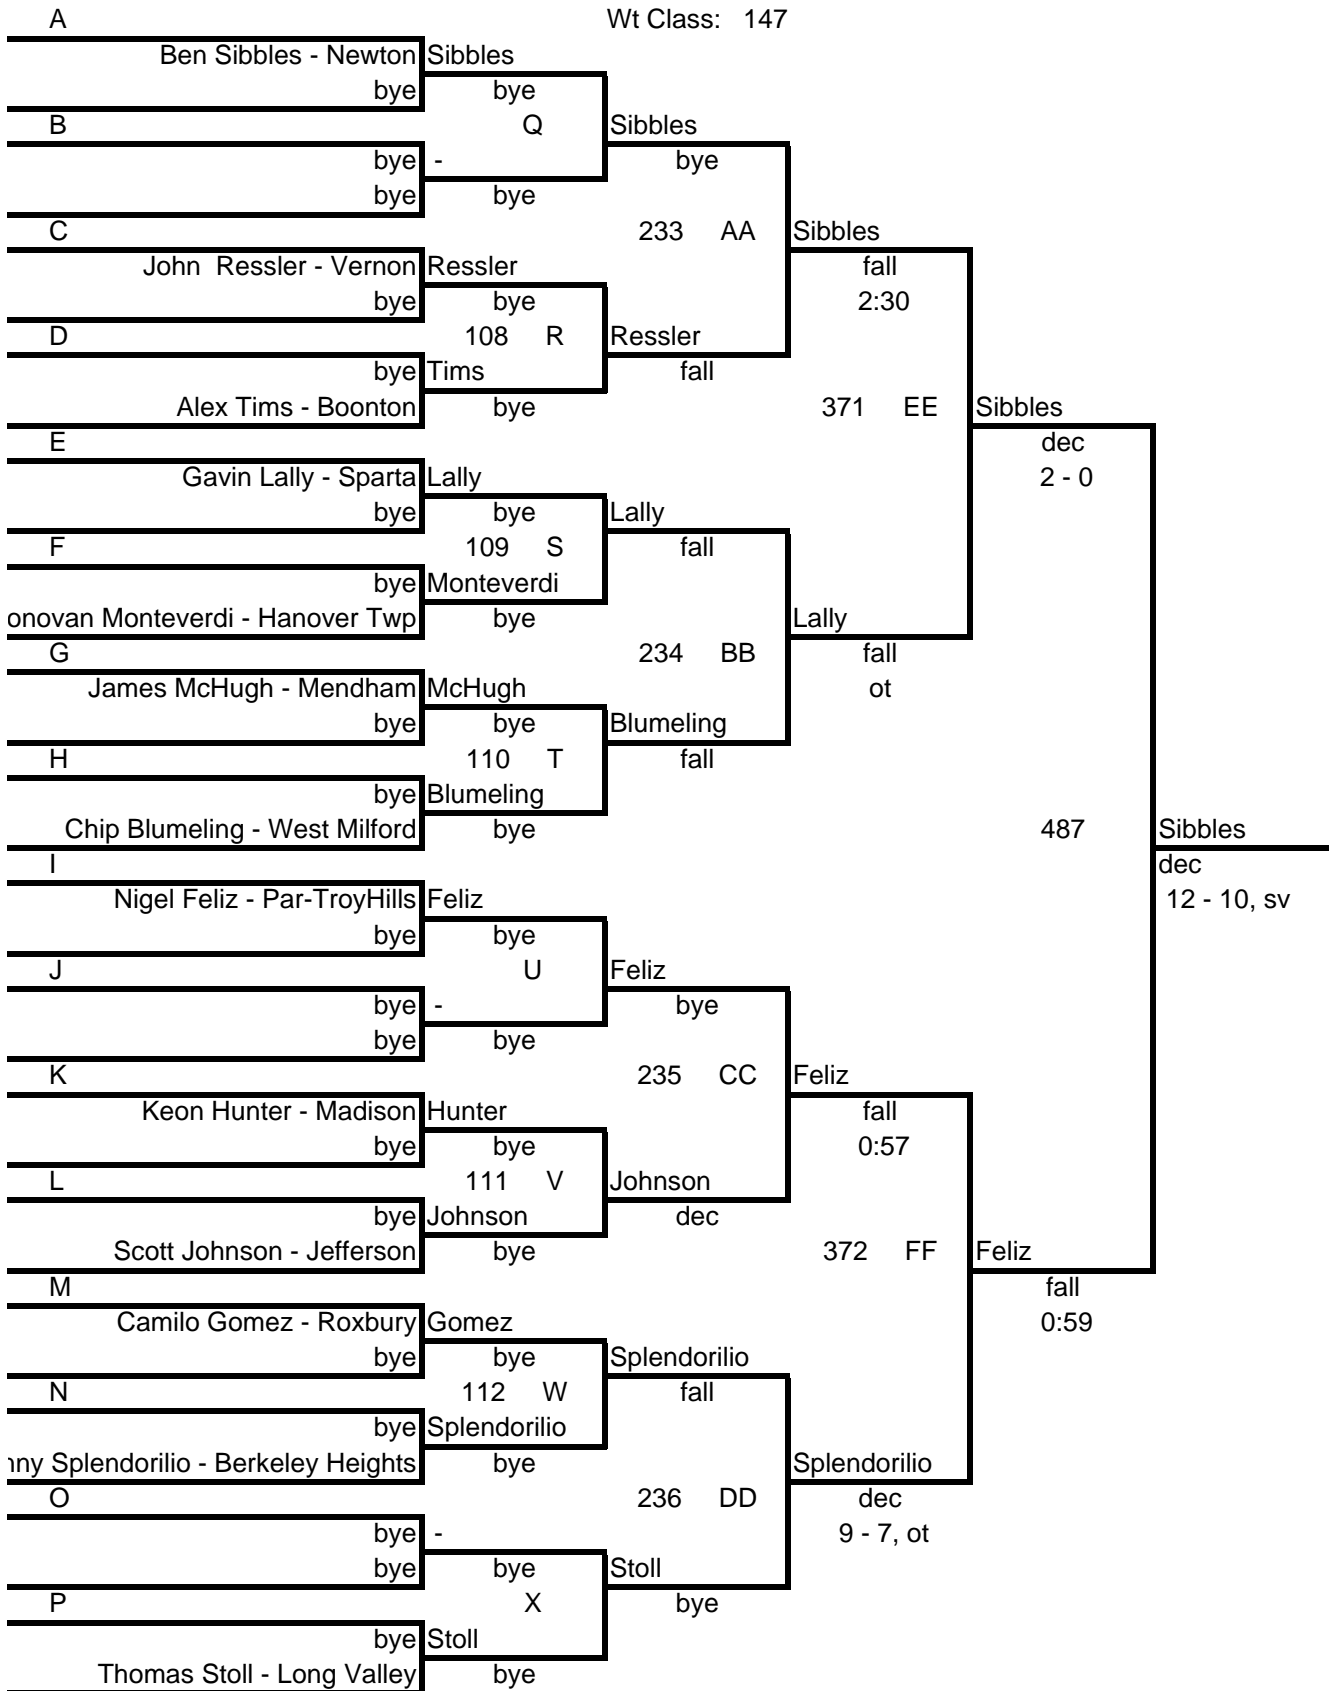 A
Wt Class: 147
Ben Sibbles - Newton Sibbles
bye bye
B Q Sibbles
bye - bye
bye bye
C 233 AA Sibbles
John Ressler - Vernon Ressler fall
bye bye 2:30
D 108 R Ressler
bye Tims fall
Alex Tims - Boonton bye 371 EE Sibbles
E dec
Gavin Lally - Sparta Lally 2 - 0
bye bye Lally
F 109 S fall
bye Monteverdi
onovan Monteverdi - Hanover Twp bye Lally
G 234 BB fall
James McHugh - Mendham McHugh ot
bye bye Blumeling
H 110 T fall
bye Blumeling
Chip Blumeling - West Milford bye 487 Sibbles
I dec
Nigel Feliz - Par-TroyHills Feliz 12 - 10, sv
bye bye
J U Feliz
bye - bye
bye bye
K 235 CC Feliz
Keon Hunter - Madison Hunter fall
bye bye 0:57
L 111 V Johnson
bye Johnson dec
Scott Johnson - Jefferson bye 372 FF Feliz
M fall
Camilo Gomez - Roxbury Gomez 0:59
bye bye Splendorilio
N 112 W fall
bye Splendorilio
nny Splendorilio - Berkeley Heights bye Splendorilio
O 236 DD dec
bye - 9 - 7, ot
bye bye Stoll
P X bye
bye Stoll
Thomas Stoll - Long Valley bye